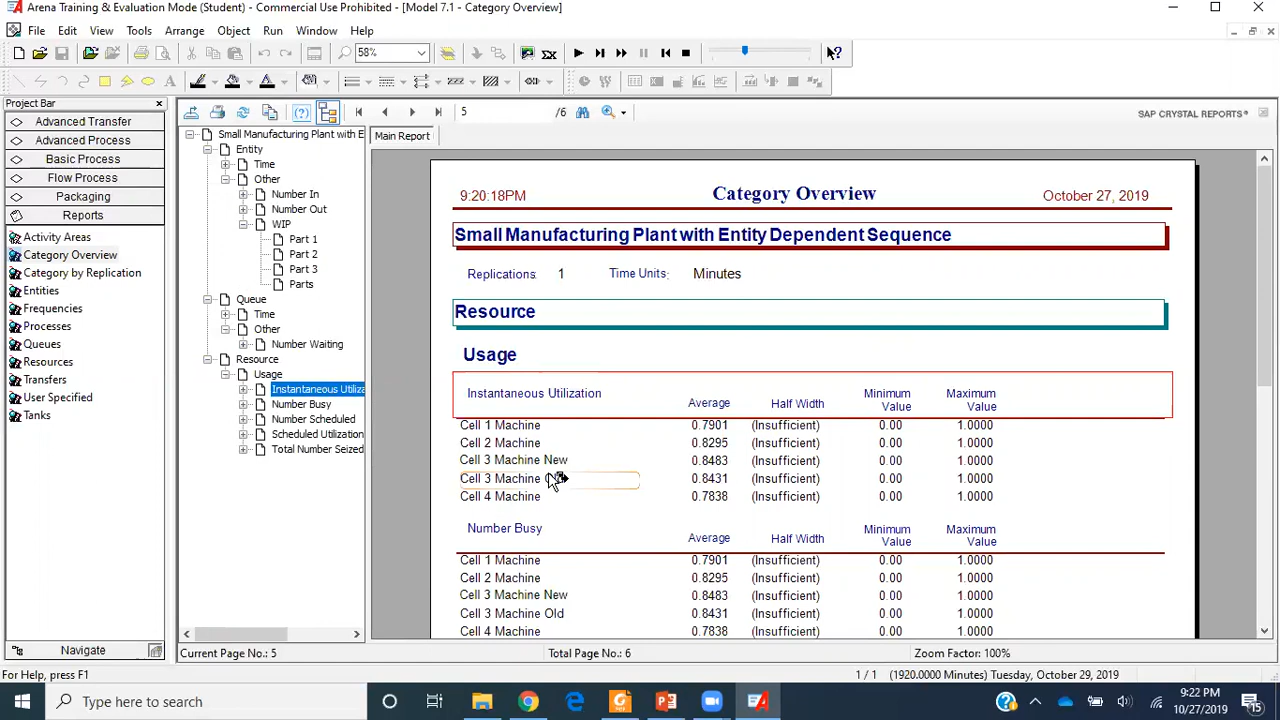 Arena Training & Evaluation Mode (Student) - Commercial Use Prohibited - [Model 7.1 - Category Overview]
File Edit View Tools Arrange Object Run Window Help
58%
Project Bar
Advanced Transfer
Advanced Process
Basic Process
Flow Process
Packaging
Reports
Activity Areas
Category Overview
Category by Replication
Entities
Frequencies
Processes
Queues
Resources
Transfers
User Specified
Tanks
Navigate
5 /6
SAP CRYSTAL REPORTS®
Main Report
Small Manufacturing Plant with E
Entity
Time
Other
Number In
Number Out
WIP
Part 1
Part 2
Part 3
Parts
Queue
Time
Other
Number Waiting
Resource
Usage
Instantaneous Utiliza
Number Busy
Number Scheduled
Scheduled Utilization
Total Number Seized
9:20:18PM Category Overview October 27, 2019
Small Manufacturing Plant with Entity Dependent Sequence
Replications: 1 Time Units: Minutes
Resource
Usage
Instantaneous Utilization Average Half Width Minimum Value Maximum Value
Cell 1 Machine 0.7901 (Insufficient) 0.00 1.0000
Cell 2 Machine 0.8295 (Insufficient) 0.00 1.0000
Cell 3 Machine New 0.8483 (Insufficient) 0.00 1.0000
Cell 3 Machine 0.8431 (Insufficient) 0.00 1.0000
Cell 4 Machine 0.7838 (Insufficient) 0.00 1.0000
Number Busy Average Half Width Minimum Value Maximum Value
Cell 1 Machine 0.7901 (Insufficient) 0.00 1.0000
Cell 2 Machine 0.8295 (Insufficient) 0.00 1.0000
Cell 3 Machine New 0.8483 (Insufficient) 0.00 1.0000
Cell 3 Machine Old 0.8431 (Insufficient) 0.00 1.0000
Cell 4 Machine 0.7838 (Insufficient) 0.00 1.0000
Current Page No.: 5 Total Page No.: 6 Zoom Factor: 100%
For Help, press F1 1 / 1 (1920.0000 Minutes) Tuesday, October 29, 2019
Type here to search
9:22 PM
10/27/2019
15